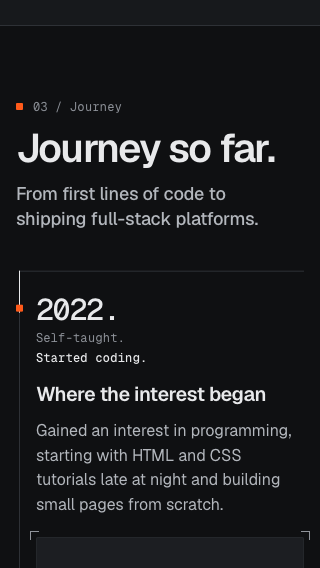 03 / Journey
Journey so far.
From first lines of code to
shipping full-stack platforms.
2022.
Self-taught.
Started coding.
Where the interest began
Gained an interest in programming,
starting with HTML and CSS
tutorials late at night and building
small pages from scratch.